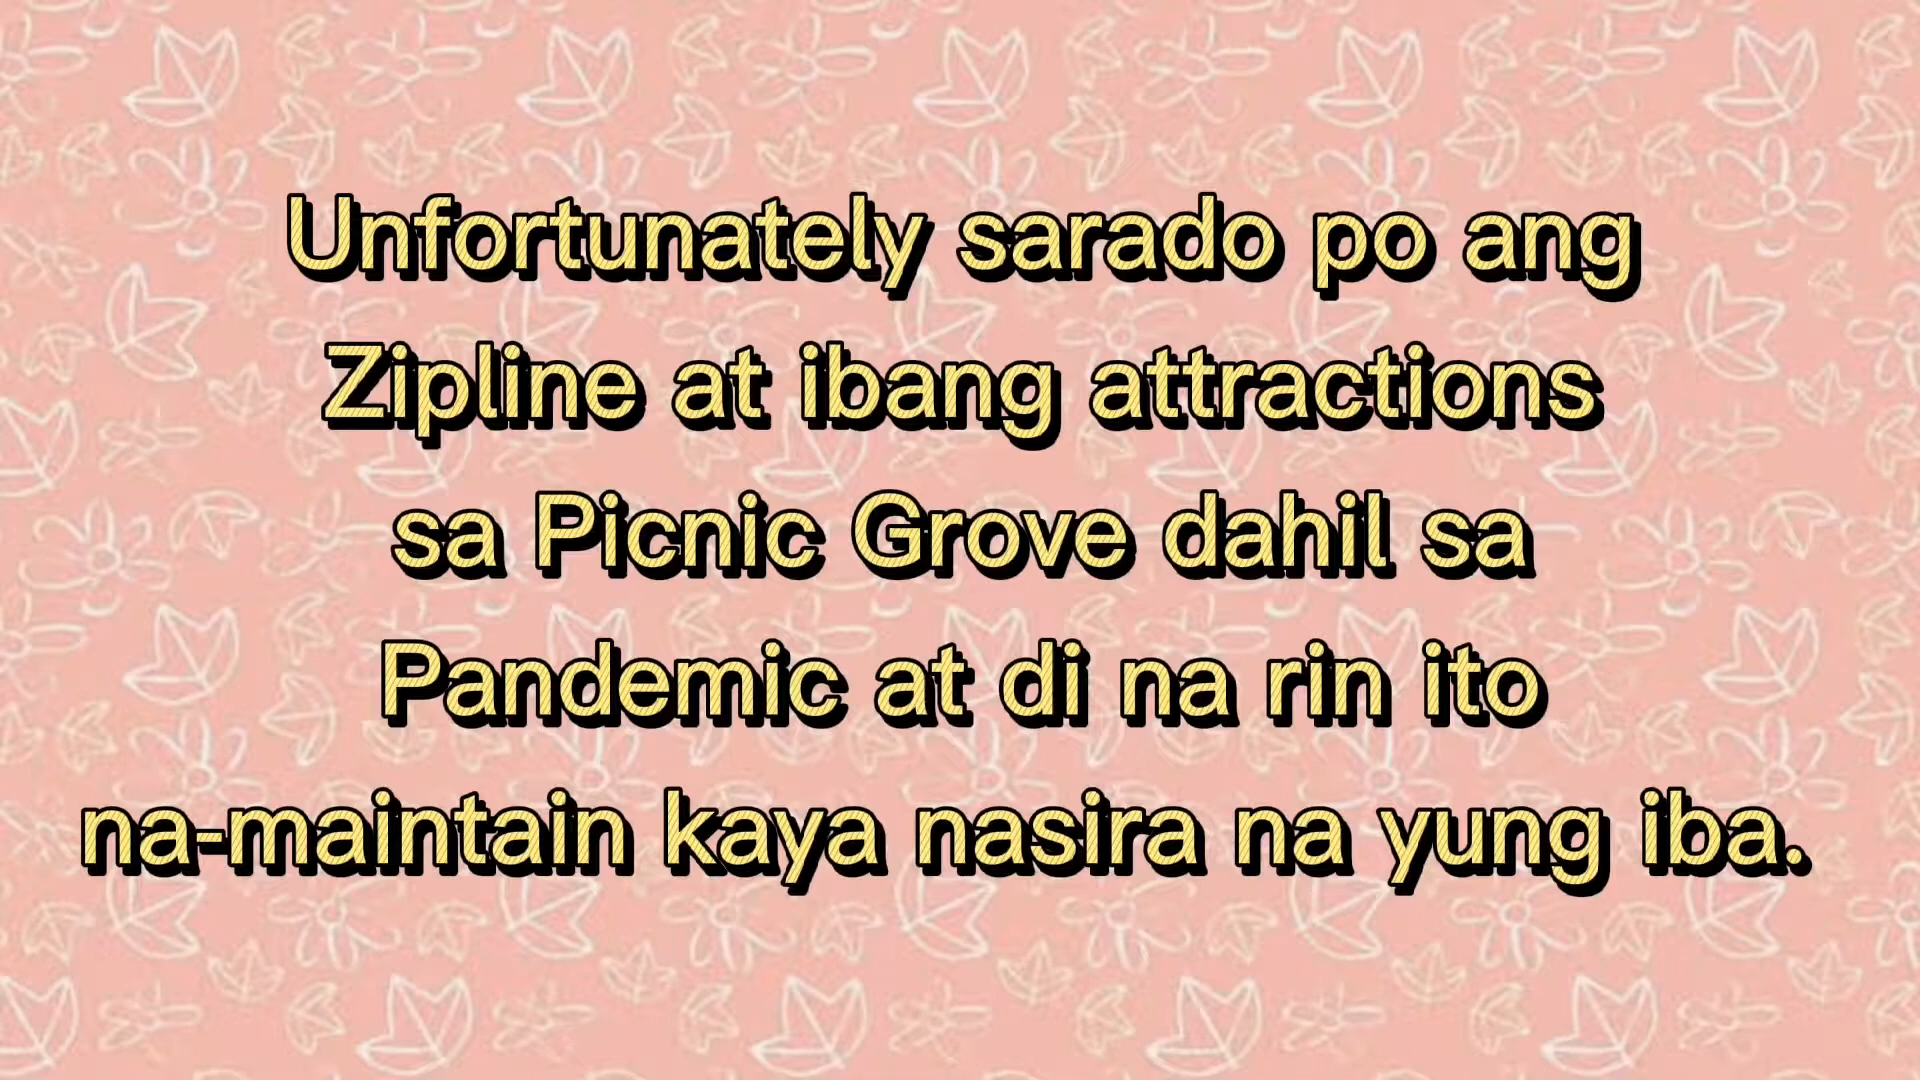 Unfortunately sarado po ang
Zipline at ibang attractions
sa Picnic Grove dahil sa
Pandemic at di na rin ito
na-maintain kaya nasira na yung iba.